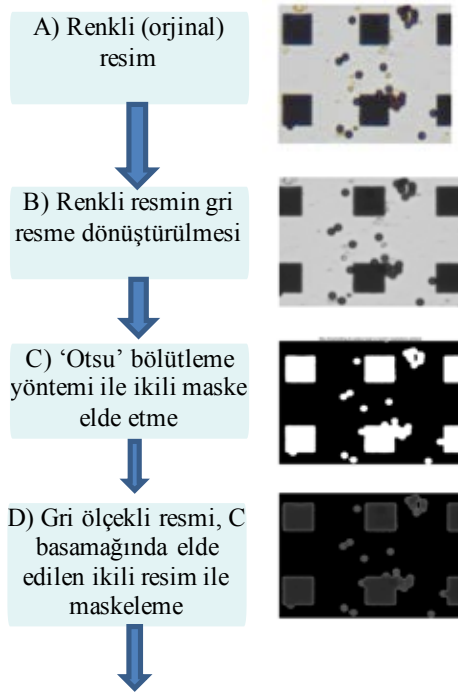 A) Renkli (orjinal)
resim
B) Renkli resmin gri
resme dönüştürülmesi
C) ‘Otsu’ bölütleme
yöntemi ile ikili maske
elde etme
D) Gri ölçekli resmi, C
basamağında elde
edilen ikili resim ile
maskeleme